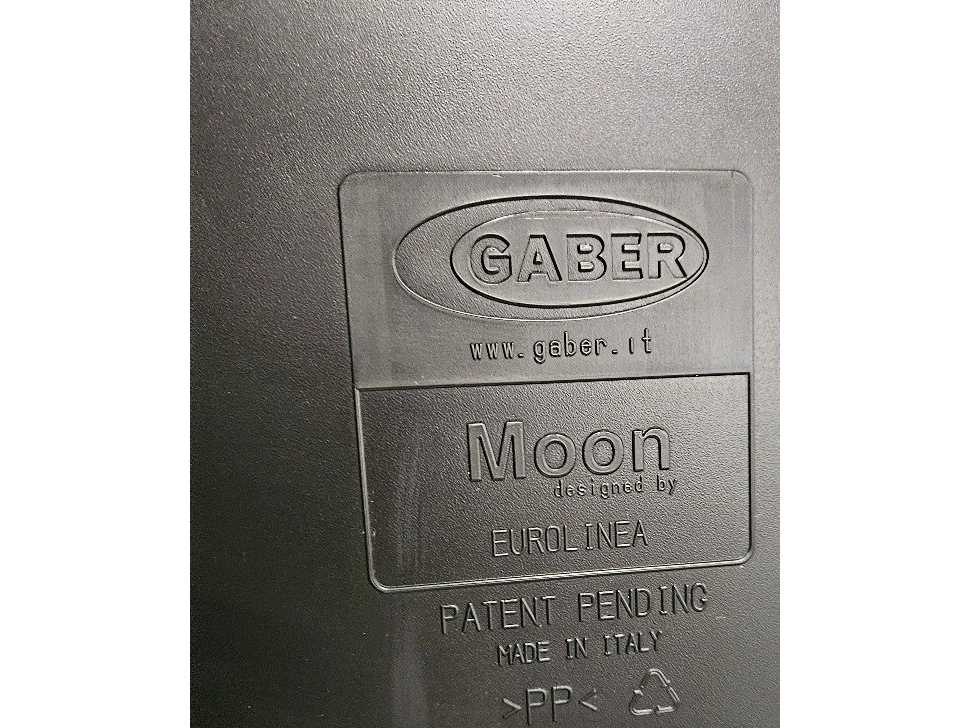 GABER
www.gaber.it
Moon
designed by
EUROLINEA
PATENT PENDING
MADE IN ITALY
>PP<